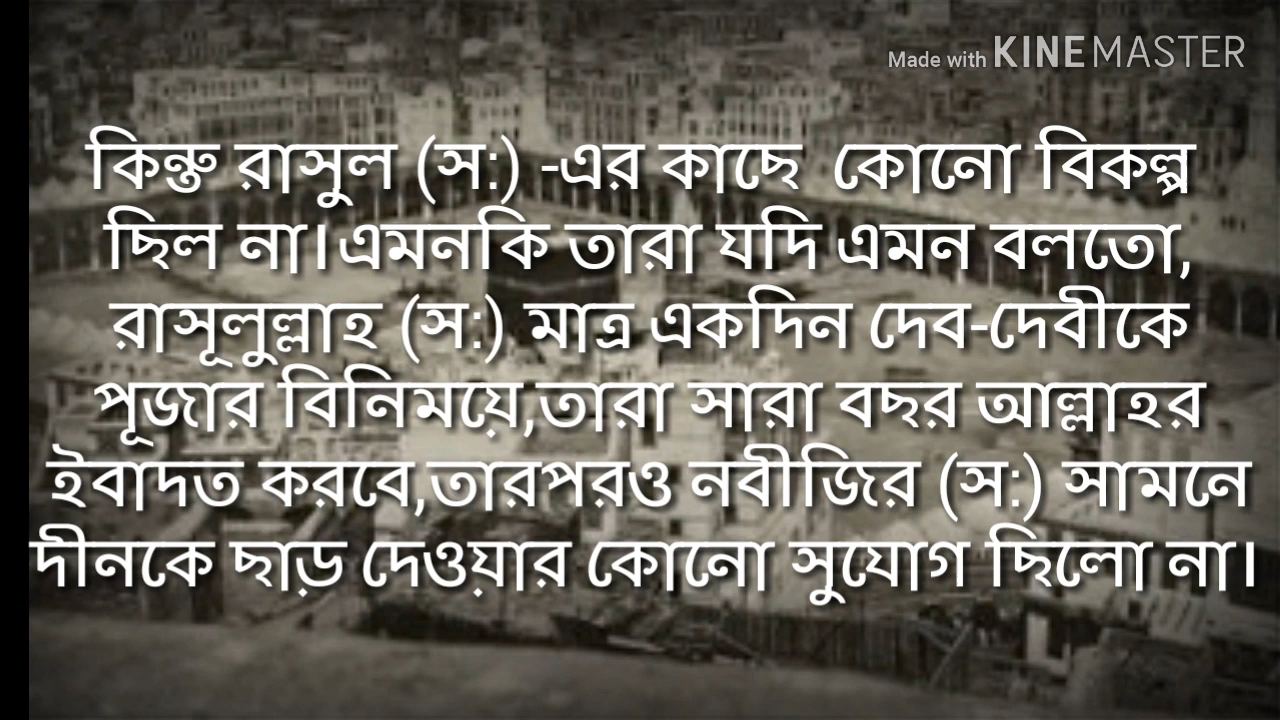 Made with KINEMASTER
কিন্তু রাসুল (স:) -এর কাছে কোনো বিকল্প
ছিল না।এমনকি তারা যদি এমন বলতো,
রাসূলুল্লাহ (স:) মাত্র একদিন দেব-দেবীকে
পূজার বিনিময়ে,তারা সারা বছর আল্লাহর
ইবাদত করবে,তারপরও নবীজির (স:) সামনে
দীনকে ছাড় দেওয়ার কোনো সুযোগ ছিলো না।